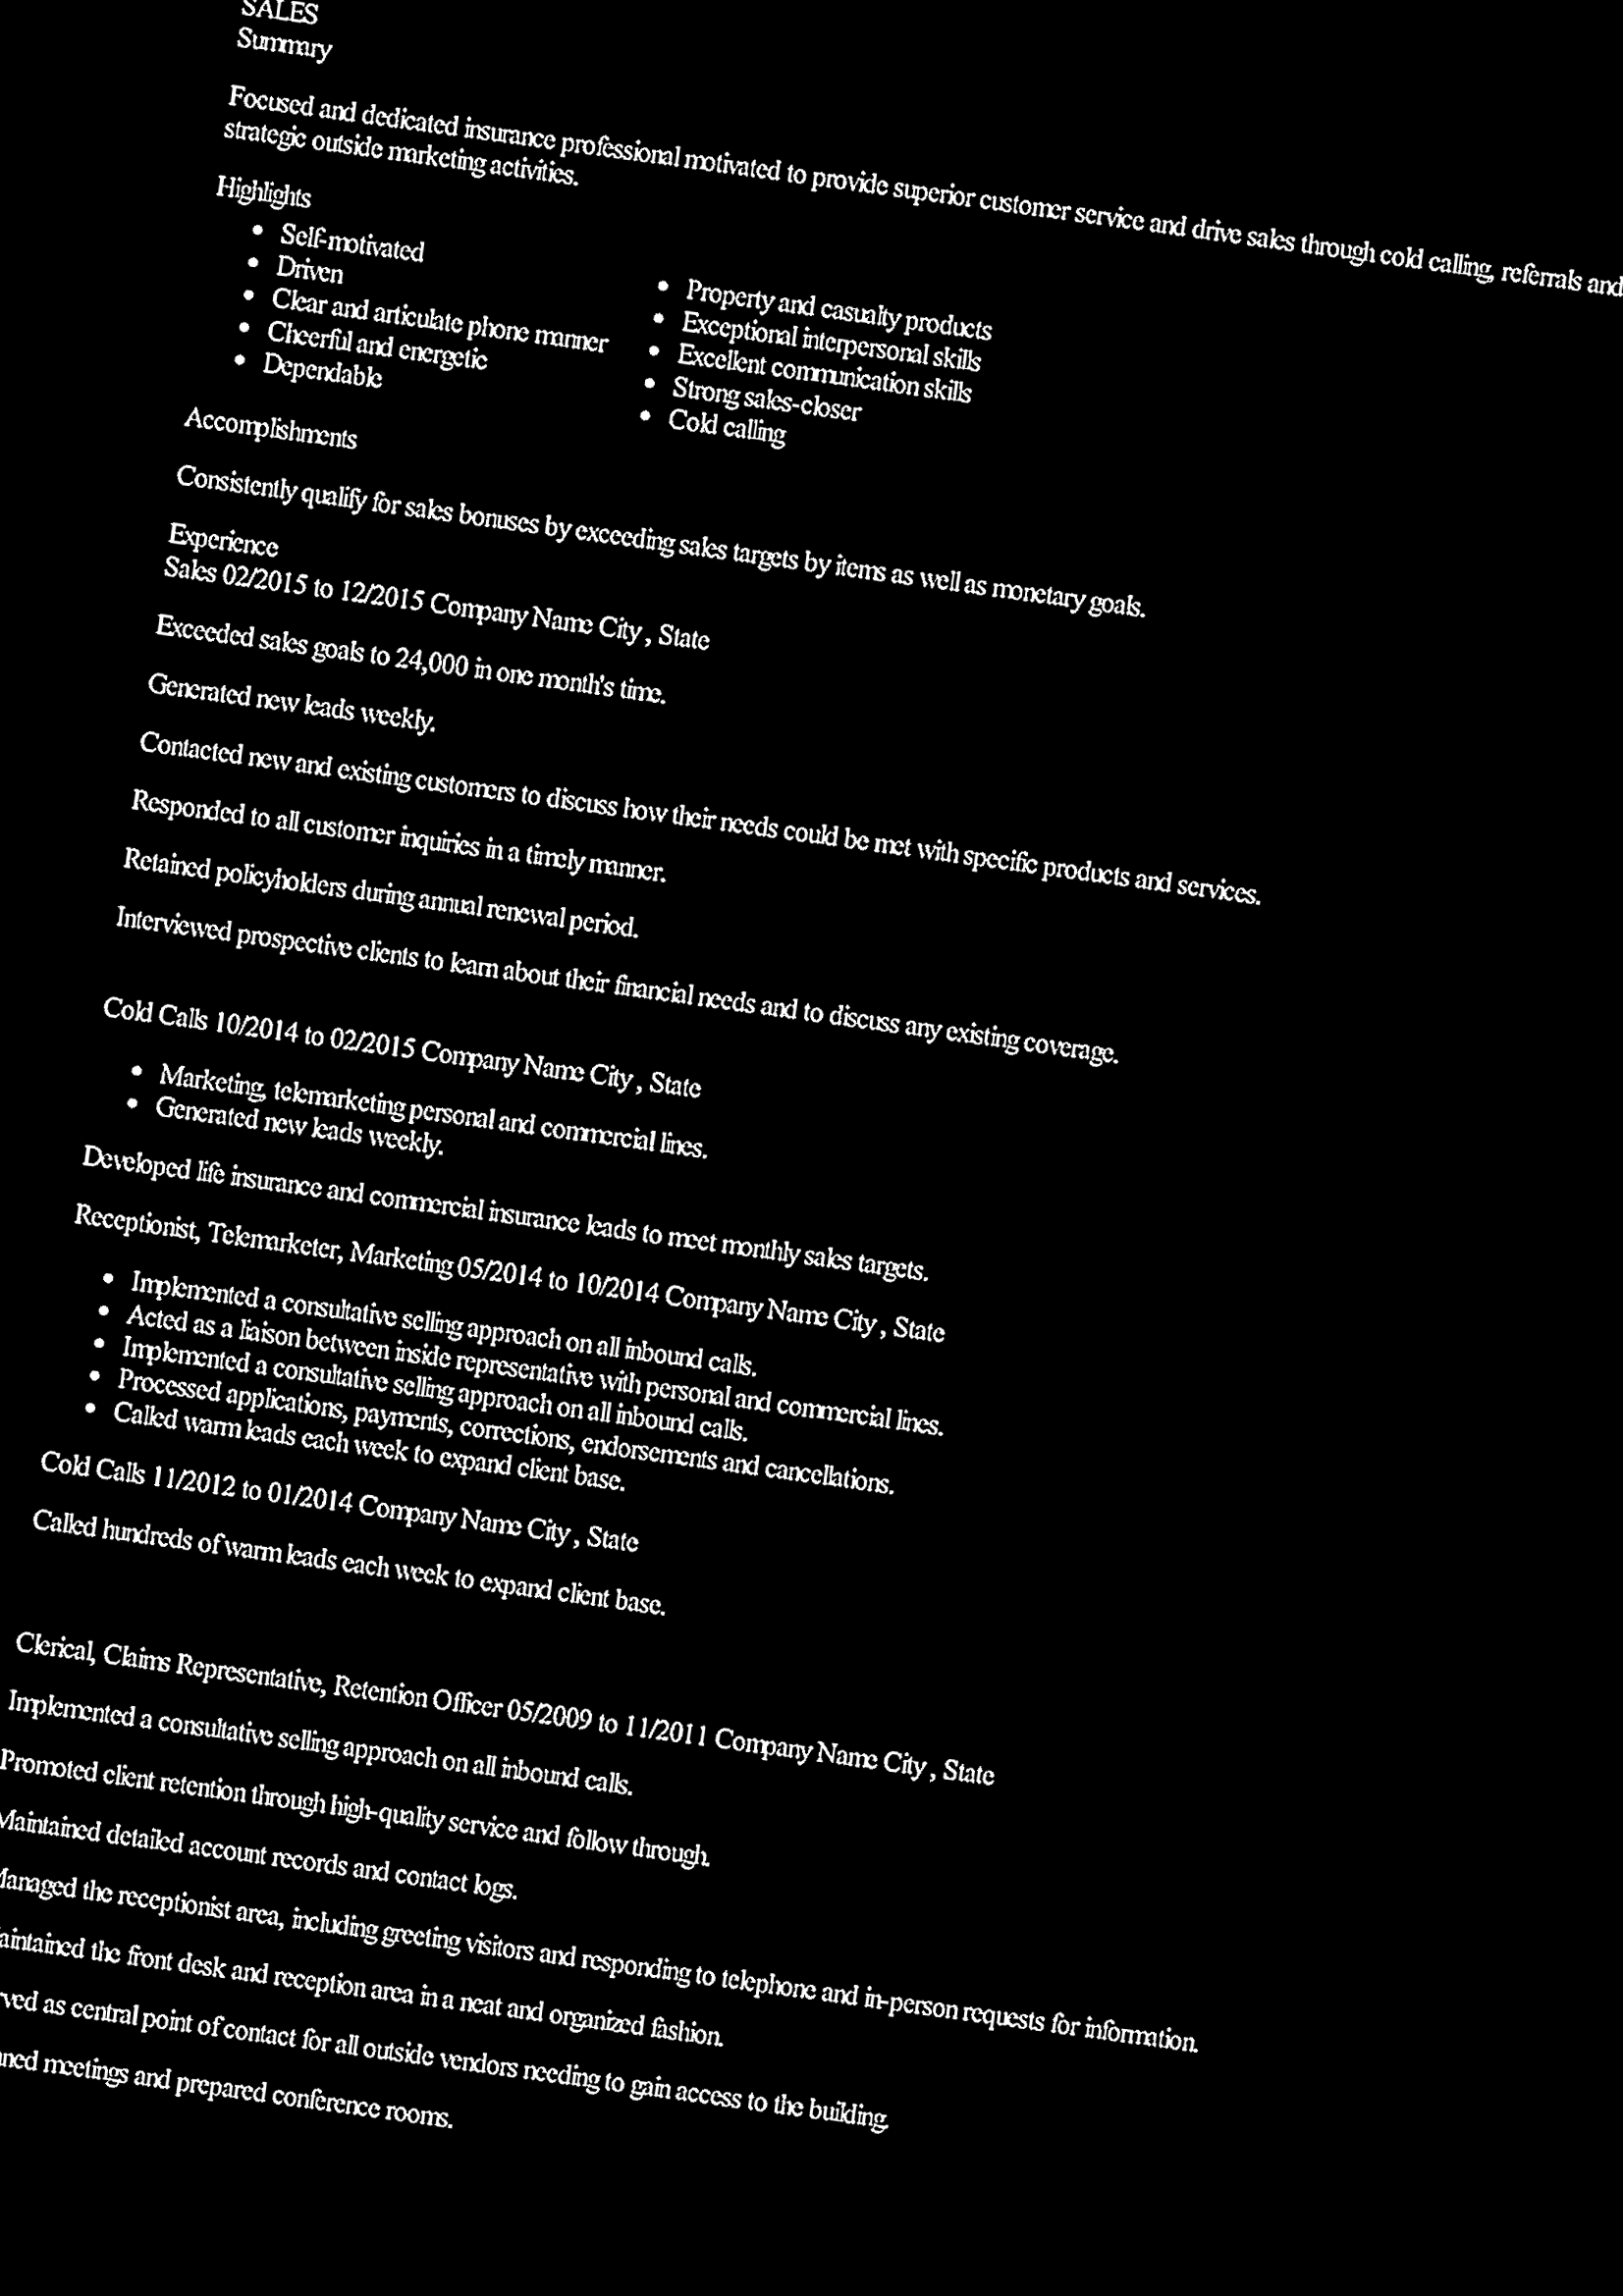 SALES
Summary
Focused and dedicated insurance professional motivated to provide superior customer service and drive sales through cold calling, referrals and
strategic outside marketing activities.
Highlights
• Self-motivated
• Driven
• Clear and articulate phone manner
• Cheerful and energetic
• Dependable
• Property and casualty products
• Exceptional interpersonal skills
• Excellent communication skills
• Strong sales-closer
• Cold calling
Accomplishments
Consistently qualify for sales bonuses by exceeding sales targets by items as well as monetary goals.
Experience
Sales 02/2015 to 12/2015 Company Name City , State
Exceeded sales goals to 24,000 in one month's time.
Generated new leads weekly.
Contacted new and existing customers to discuss how their needs could be met with specific products and services.
Responded to all customer inquiries in a timely manner.
Retained policyholders during annual renewal period.
Interviewed prospective clients to learn about their financial needs and to discuss any existing coverage.
Cold Calls 10/2014 to 02/2015 Company Name City , State
• Marketing, telemarketing personal and commercial lines.
• Generated new leads weekly.
Developed life insurance and commercial insurance leads to meet monthly sales targets.
Receptionist, Telemarketer, Marketing 05/2014 to 10/2014 Company Name City , State
• Implemented a consultative selling approach on all inbound calls.
• Acted as a liaison between inside representative with personal and commercial lines.
• Implemented a consultative selling approach on all inbound calls.
• Processed applications, payments, corrections, endorsements and cancellations.
• Called warm leads each week to expand client base.
Cold Calls 11/2012 to 01/2014 Company Name City , State
Called hundreds of warm leads each week to expand client base.
Clerical, Claims Representative, Retention Officer 05/2009 to 11/2011 Company Name City , State
Implemented a consultative selling approach on all inbound calls.
Promoted client retention through high-quality service and follow through.
Maintained detailed account records and contact logs.
Managed the receptionist area, including greeting visitors and responding to telephone and in-person requests for information.
aintained the front desk and reception area in a neat and organized fashion.
ved as central point of contact for all outside vendors needing to gain access to the building.
ned meetings and prepared conference rooms.